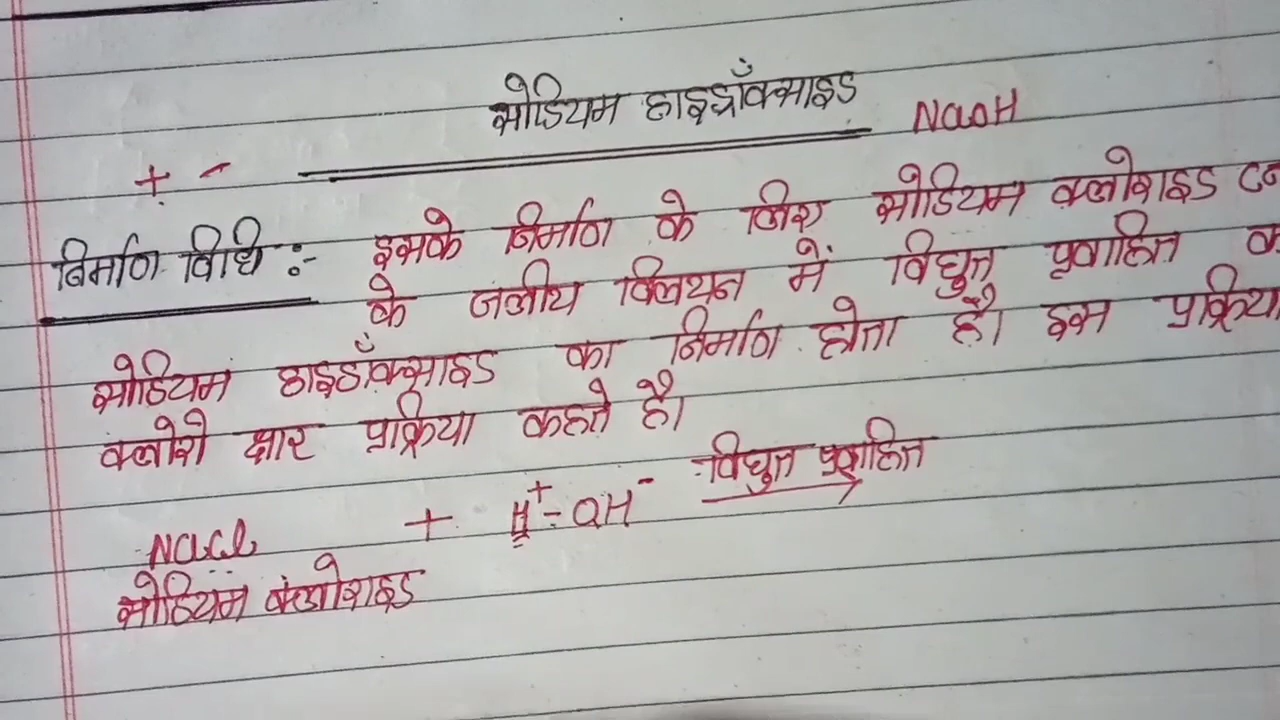 सोडियम हाइड्रॉक्साइड NaOH
+ -
निर्माण विधि :- इसके निर्माण के लिए सोडियम क्लोराइड
के जलीय विलयन में विद्युत प्रवाहित
सोडियम हाइड्रॉक्साइड का निर्माण होता है। इस प्रक्रिया
क्लोरो क्षार प्रक्रिया कहते है।
NaCl + H⁺-OH⁻ विद्युत प्रवाहित →
सोडियम क्लोराइड